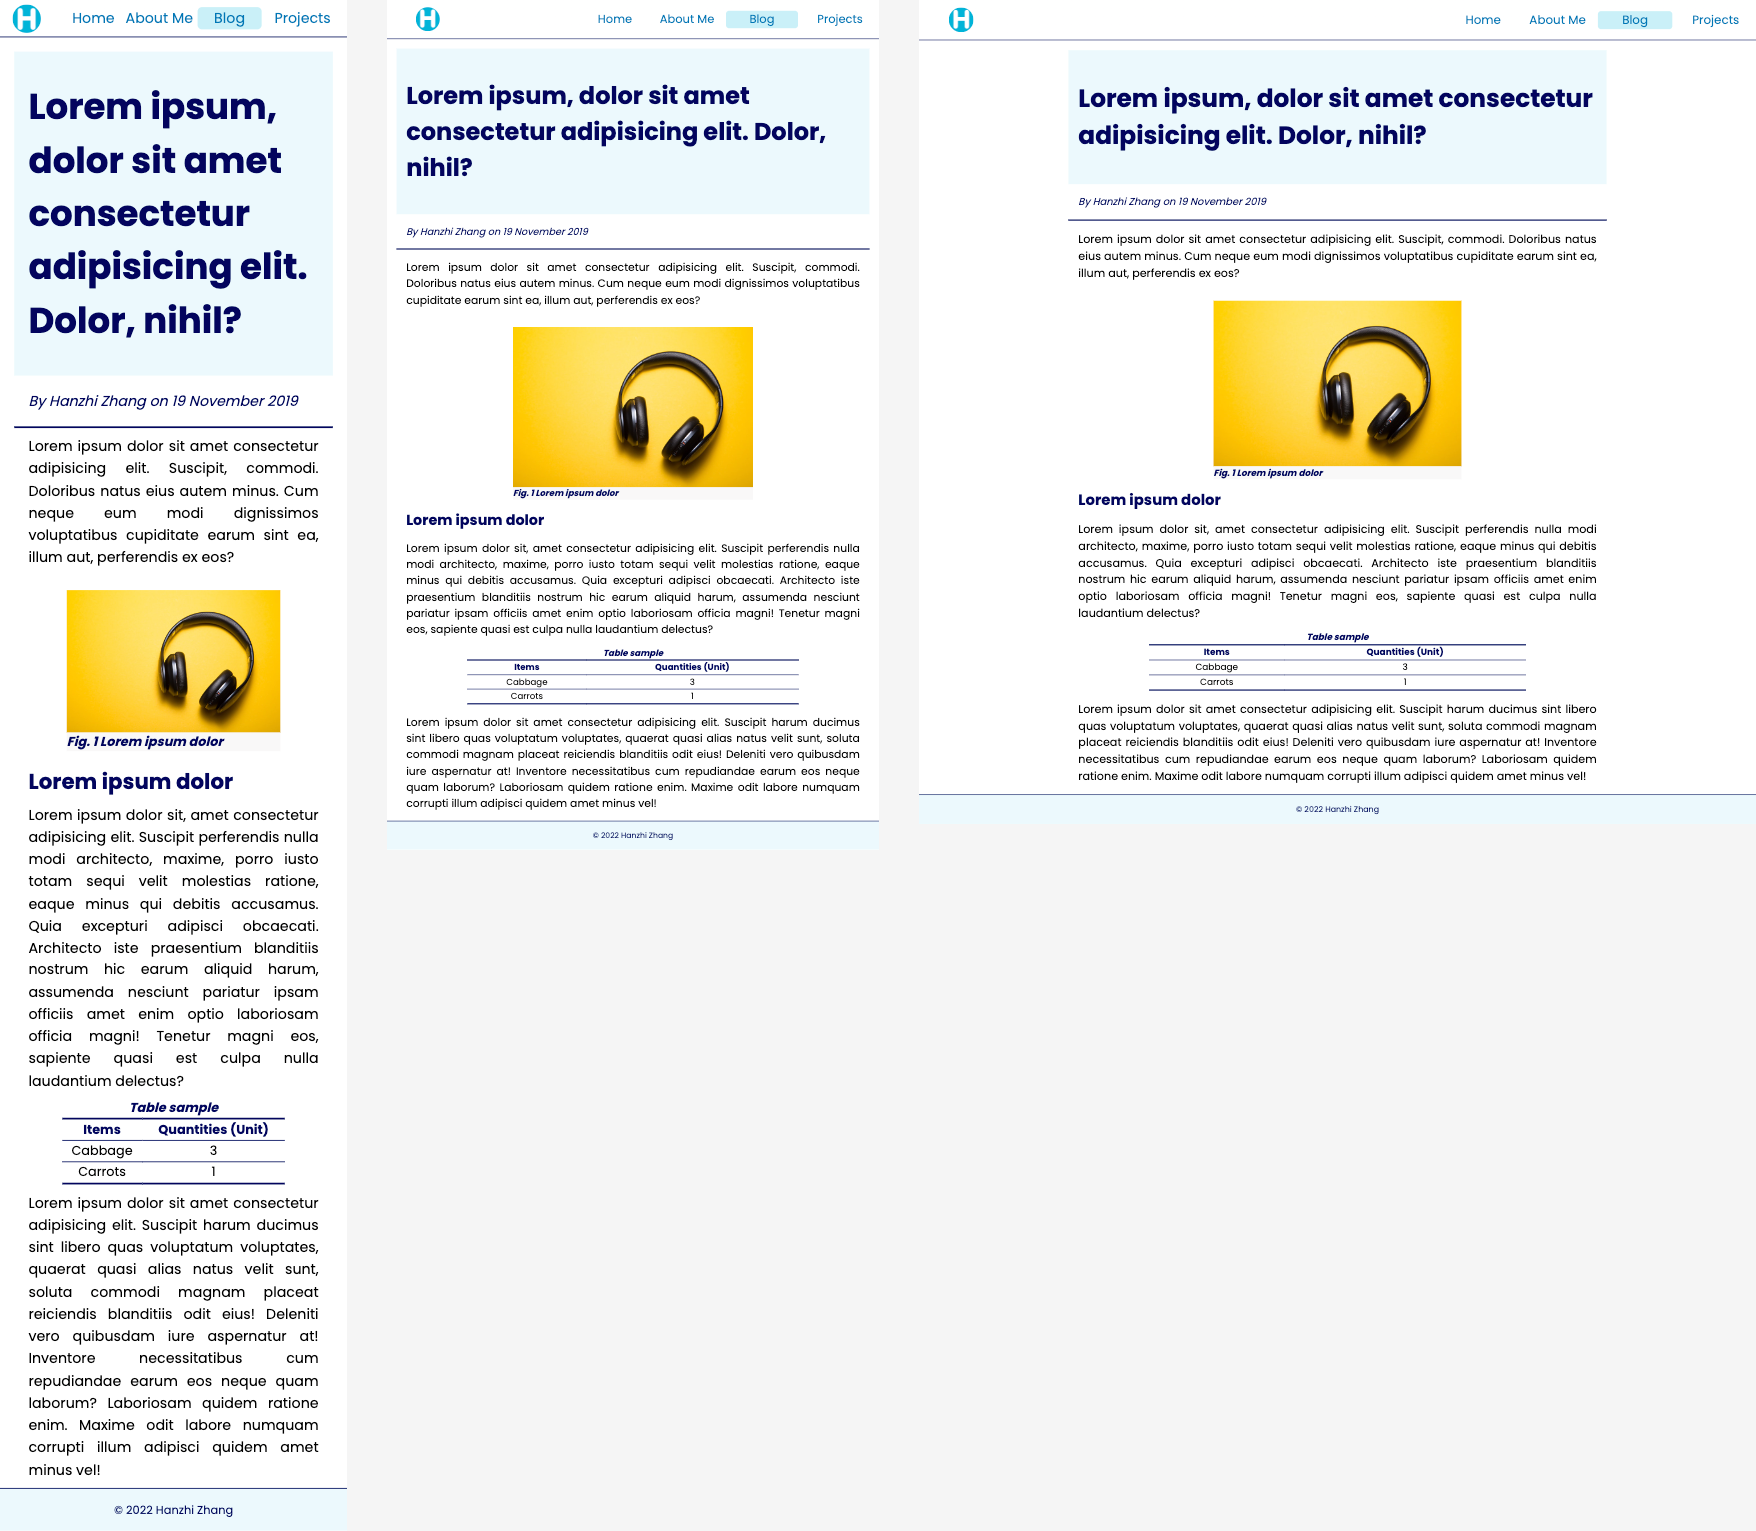 H
Home About Me Blog Projects
Lorem ipsum,
dolor sit amet
consectetur
adipisicing elit.
Dolor, nihil?
By Hanzhi Zhang on 19 November 2019
Lorem ipsum dolor sit amet consectetur
adipisicing elit. Suscipit, commodi.
Doloribus natus eius autem minus. Cum
neque eum modi dignissimos
voluptatibus cupiditate earum sint ea,
illum aut, perferendis ex eos?
Fig. 1 Lorem ipsum dolor
Lorem ipsum dolor
Lorem ipsum dolor sit, amet consectetur
adipisicing elit. Suscipit perferendis nulla
modi architecto, maxime, porro iusto
totam sequi velit molestias ratione,
eaque minus qui debitis accusamus.
Quia excepturi adipisci obcaecati.
Architecto iste praesentium blanditiis
nostrum hic earum aliquid harum,
assumenda nesciunt pariatur ipsam
officiis amet enim optio laboriosam
officia magni! Tenetur magni eos,
sapiente quasi est culpa nulla
laudantium delectus?
Table sample
Items Quantities (Unit)
Cabbage 3
Carrots 1
Lorem ipsum dolor sit amet consectetur
adipisicing elit. Suscipit harum ducimus
sint libero quas voluptatum voluptates,
quaerat quasi alias natus velit sunt,
soluta commodi magnam placeat
reiciendis blanditiis odit eius! Deleniti
vero quibusdam iure aspernatur at!
Inventore necessitatibus cum
repudiandae earum eos neque quam
laborum? Laboriosam quidem ratione
enim. Maxime odit labore numquam
corrupti illum adipisci quidem amet
minus vel!
© 2022 Hanzhi Zhang
H
Home About Me Blog Projects
Lorem ipsum, dolor sit amet
consectetur adipisicing elit. Dolor,
nihil?
By Hanzhi Zhang on 19 November 2019
Lorem ipsum dolor sit amet consectetur adipisicing elit. Suscipit, commodi.
Doloribus natus eius autem minus. Cum neque eum modi dignissimos voluptatibus
cupiditate earum sint ea, illum aut, perferendis ex eos?
Fig. 1 Lorem ipsum dolor
Lorem ipsum dolor
Lorem ipsum dolor sit, amet consectetur adipisicing elit. Suscipit perferendis nulla
modi architecto, maxime, porro iusto totam sequi velit molestias ratione, eaque
minus qui debitis accusamus. Quia excepturi adipisci obcaecati. Architecto iste
praesentium blanditiis nostrum hic earum aliquid harum, assumenda nesciunt
pariatur ipsam officiis amet enim optio laboriosam officia magni! Tenetur magni
eos, sapiente quasi est culpa nulla laudantium delectus?
Table sample
Items Quantities (Unit)
Cabbage 3
Carrots 1
Lorem ipsum dolor sit amet consectetur adipisicing elit. Suscipit harum ducimus
sint libero quas voluptatum voluptates, quaerat quasi alias natus velit sunt, soluta
commodi magnam placeat reiciendis blanditiis odit eius! Deleniti vero quibusdam
iure aspernatur at! Inventore necessitatibus cum repudiandae earum eos neque
quam laborum? Laboriosam quidem ratione enim. Maxime odit labore numquam
corrupti illum adipisci quidem amet minus vel!
© 2022 Hanzhi Zhang
H
Home About Me Blog Projects
Lorem ipsum, dolor sit amet consectetur
adipisicing elit. Dolor, nihil?
By Hanzhi Zhang on 19 November 2019
Lorem ipsum dolor sit amet consectetur adipisicing elit. Suscipit, commodi. Doloribus natus
eius autem minus. Cum neque eum modi dignissimos voluptatibus cupiditate earum sint ea,
illum aut, perferendis ex eos?
Fig. 1 Lorem ipsum dolor
Lorem ipsum dolor
Lorem ipsum dolor sit, amet consectetur adipisicing elit. Suscipit perferendis nulla modi
architecto, maxime, porro iusto totam sequi velit molestias ratione, eaque minus qui debitis
accusamus. Quia excepturi adipisci obcaecati. Architecto iste praesentium blanditiis
nostrum hic earum aliquid harum, assumenda nesciunt pariatur ipsam officiis amet enim
optio laboriosam officia magni! Tenetur magni eos, sapiente quasi est culpa nulla
laudantium delectus?
Table sample
Items Quantities (Unit)
Cabbage 3
Carrots 1
Lorem ipsum dolor sit amet consectetur adipisicing elit. Suscipit harum ducimus sint libero
quas voluptatum voluptates, quaerat quasi alias natus velit sunt, soluta commodi magnam
placeat reiciendis blanditiis odit eius! Deleniti vero quibusdam iure aspernatur at! Inventore
necessitatibus cum repudiandae earum eos neque quam laborum? Laboriosam quidem
ratione enim. Maxime odit labore numquam corrupti illum adipisci quidem amet minus vel!
© 2022 Hanzhi Zhang